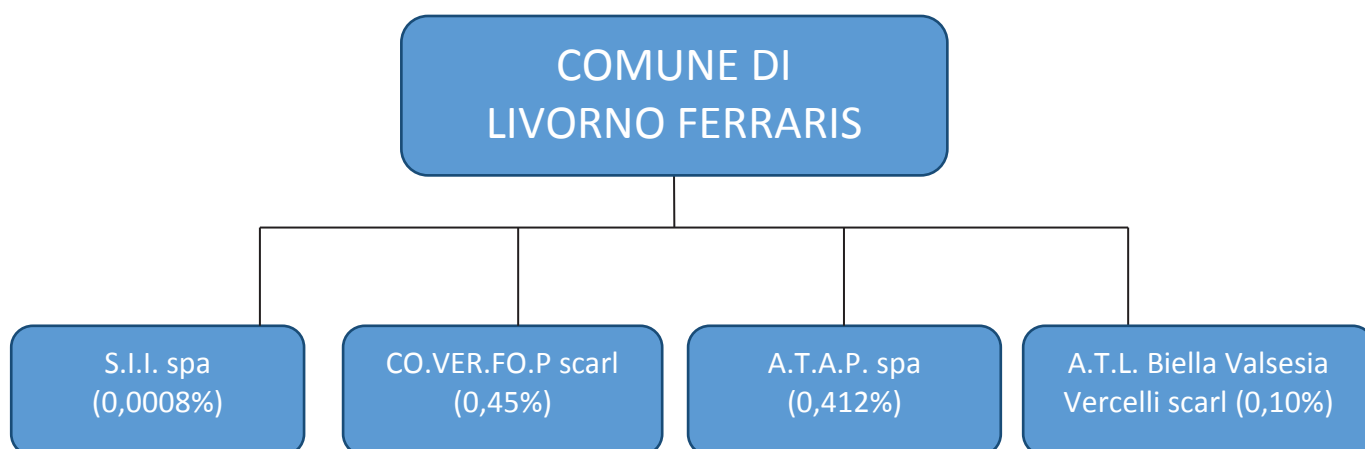 COMUNE DI
LIVORNO FERRARIS
S.I.I. spa
(0,0008%)
CO.VER.FO.P scarl
(0,45%)
A.T.A.P. spa
(0,412%)
A.T.L. Biella Valsesia
Vercelli scarl (0,10%)